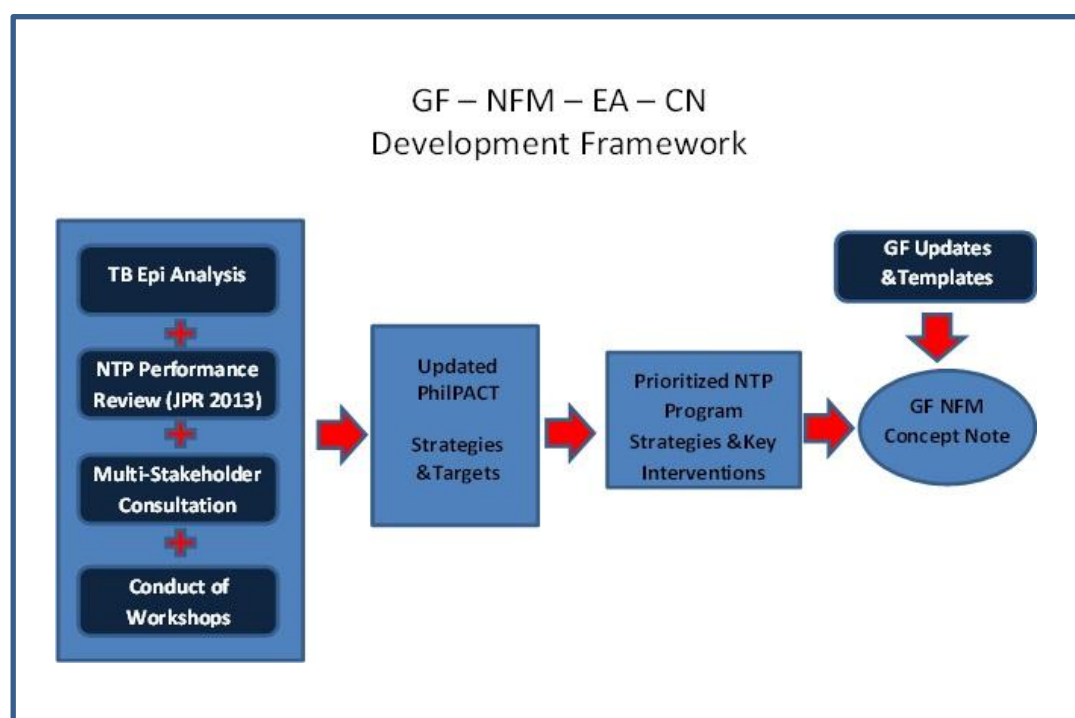 GF – NFM – EA – CN
Development Framework
TB Epi Analysis
NTP Performance
Review (JPR 2013)
Multi-Stakeholder
Consultation
Conduct of
Workshops
Updated
PhilPACT
Strategies
&Targets
Prioritized NTP
Program
Strategies &Key
Interventions
GF Updates
&Templates
GF NFM
Concept Note